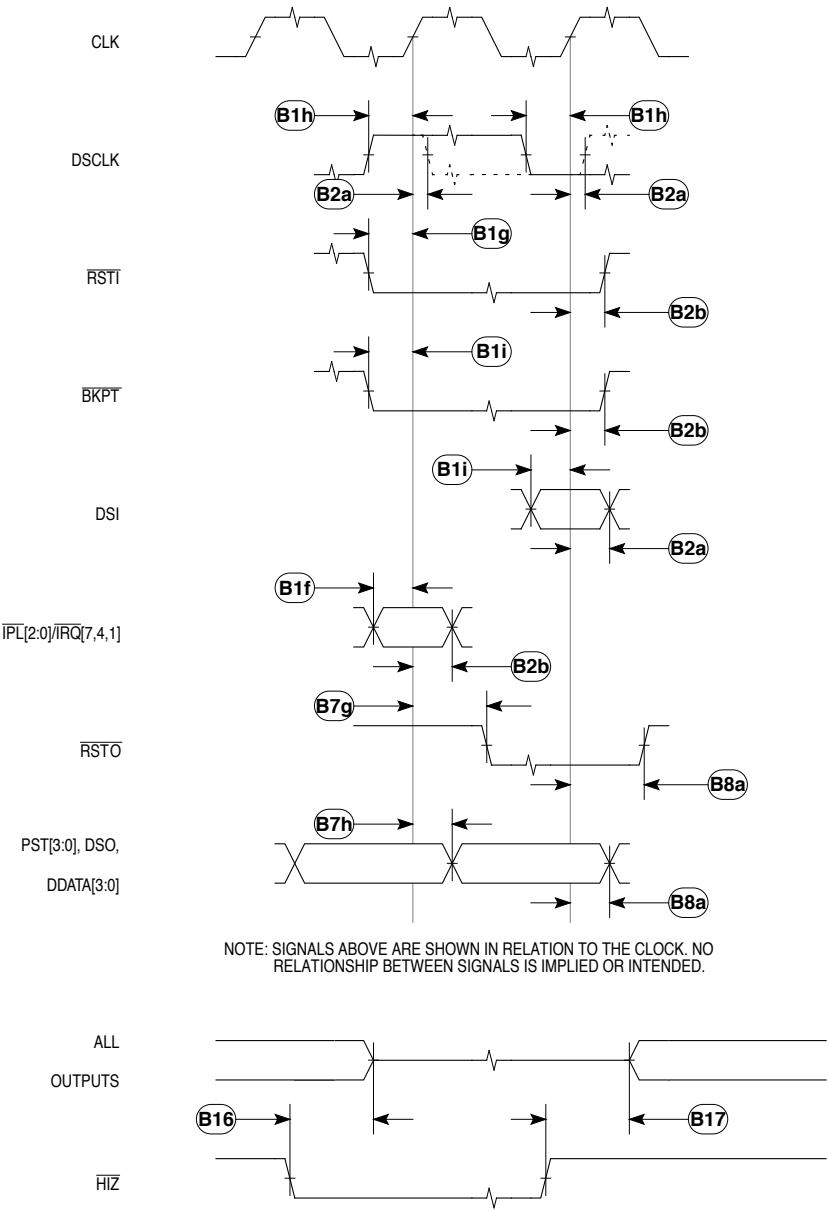 CLK
B1h B1h
DSCLK
B2a B2a
B1g
RSTI
B2b
B1i
BKPT
B2b
B1i
DSI
B2a
B1f
IPL[2:0]/IRQ[7,4,1]
B2b
B7g
RSTO
B8a
B7h
PST[3:0], DSO,
DDATA[3:0]
B8a
NOTE: SIGNALS ABOVE ARE SHOWN IN RELATION TO THE CLOCK. NO
RELATIONSHIP BETWEEN SIGNALS IS IMPLIED OR INTENDED.
ALL
OUTPUTS
B16 B17
HIZ